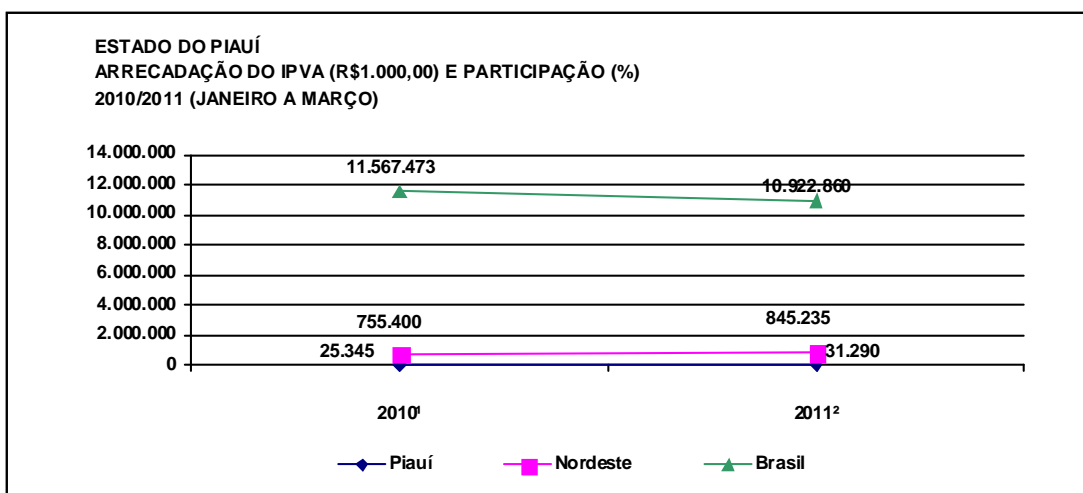 ESTADO DO PIAUÍ
ARRECADAÇÃO DO IPVA (R$1.000,00) E PARTICIPAÇÃO (%)
2010/2011 (JANEIRO A MARÇO)
14.000.000
12.000.000
10.000.000
8.000.000
6.000.000
4.000.000
2.000.000
0
11.567.473
10.922.860
755.400
845.235
25.345
31.290
2010¹
2011²
Piauí
Nordeste
Brasil